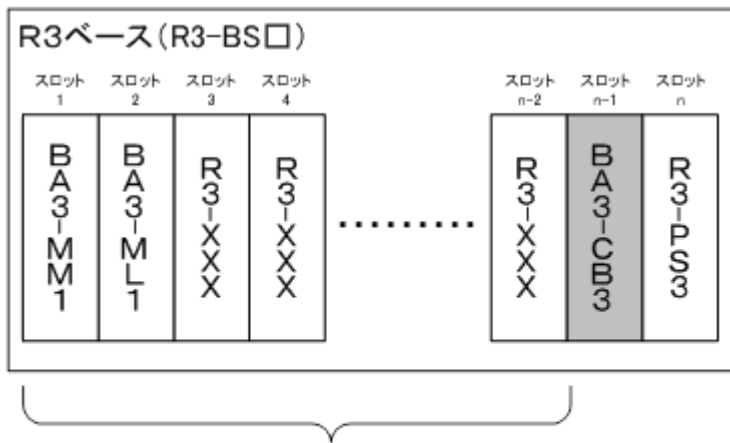 R3ベース(R3-BS□)
スロット スロット スロット スロット スロット スロット スロット
1 2 3 4 n-2 n-1 n
BA3-MM1
BA3-ML1
R3-XXX
R3-XXX
………
R3-XXX
BA3-CB3
R3-PS3